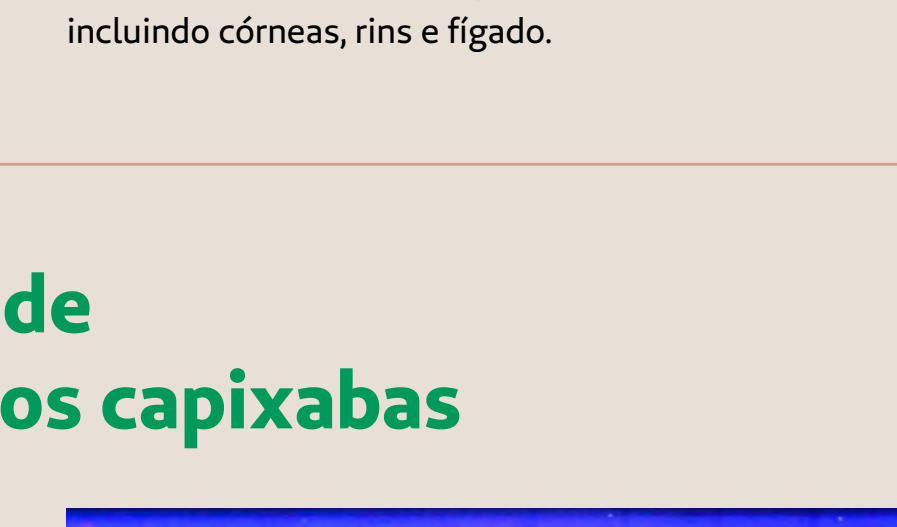 incluindo córneas, rins e fígado.
de
os capixabas